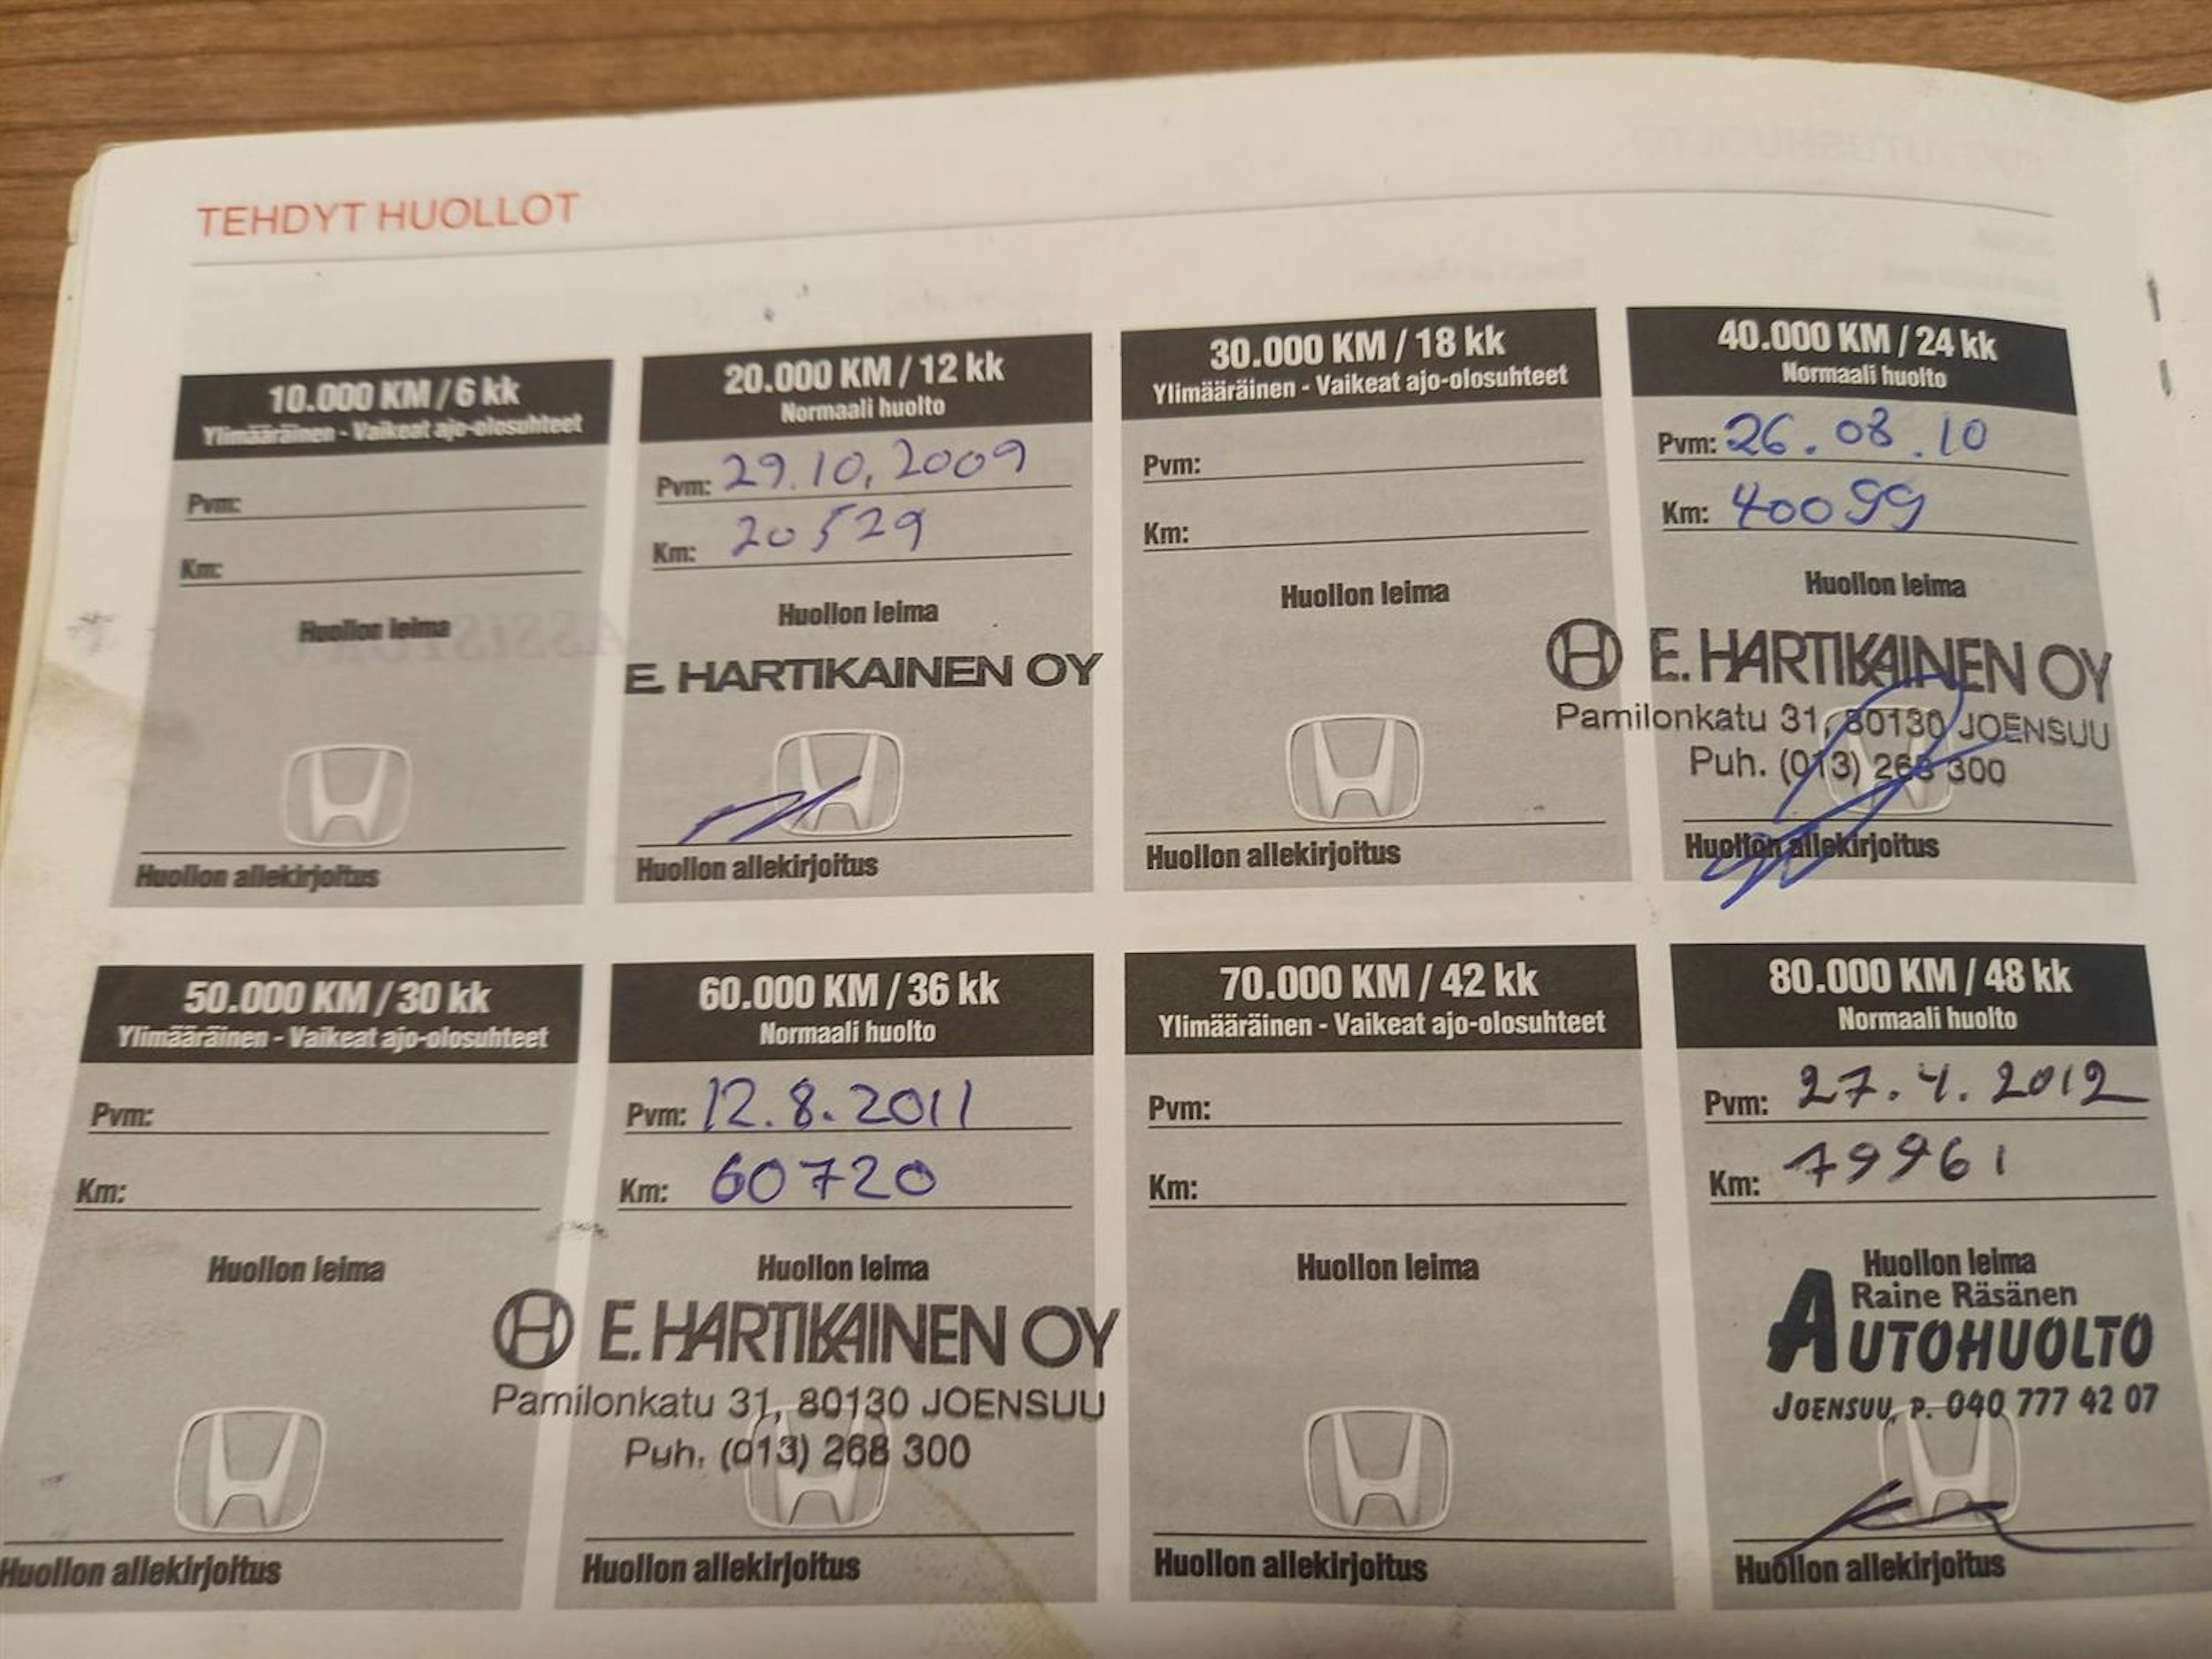 TEHDYT HUOLLOT
10.000 KM / 6 kk
Ylimääräinen - Vaikeat ajo-olosuhteet
Pvm:
Km:
Huollon leima
Huollon allekirjoitus
20.000 KM / 12 kk
Normaali huolto
Pvm: 29.10.2009
Km: 20529
Huollon leima
E. HARTIKAINEN OY
Huollon allekirjoitus
30.000 KM / 18 kk
Ylimääräinen - Vaikeat ajo-olosuhteet
Pvm:
Km:
Huollon leima
Huollon allekirjoitus
40.000 KM / 24 kk
Normaali huolto
Pvm: 26.08.10
Km: 40099
Huollon leima
H E. HARTIKAINEN OY
Pamilonkatu 31, 80130 JOENSUU
Puh. (013) 268 300
Huollon allekirjoitus
50.000 KM / 30 kk
Ylimääräinen - Vaikeat ajo-olosuhteet
Pvm:
Km:
Huollon leima
Huollon allekirjoitus
60.000 KM / 36 kk
Normaali huolto
Pvm: 12.8.2011
Km: 60720
Huollon leima
H E. HARTIKAINEN OY
Pamilonkatu 31, 80130 JOENSUU
Puh. (013) 268 300
Huollon allekirjoitus
70.000 KM / 42 kk
Ylimääräinen - Vaikeat ajo-olosuhteet
Pvm:
Km:
Huollon leima
Huollon allekirjoitus
80.000 KM / 48 kk
Normaali huolto
Pvm: 27.4.2012
Km: 79961
Huollon leima
Raine Räsänen
AUTOHUOLTO
JOENSUU, P. 040 777 42 07
Huollon allekirjoitus